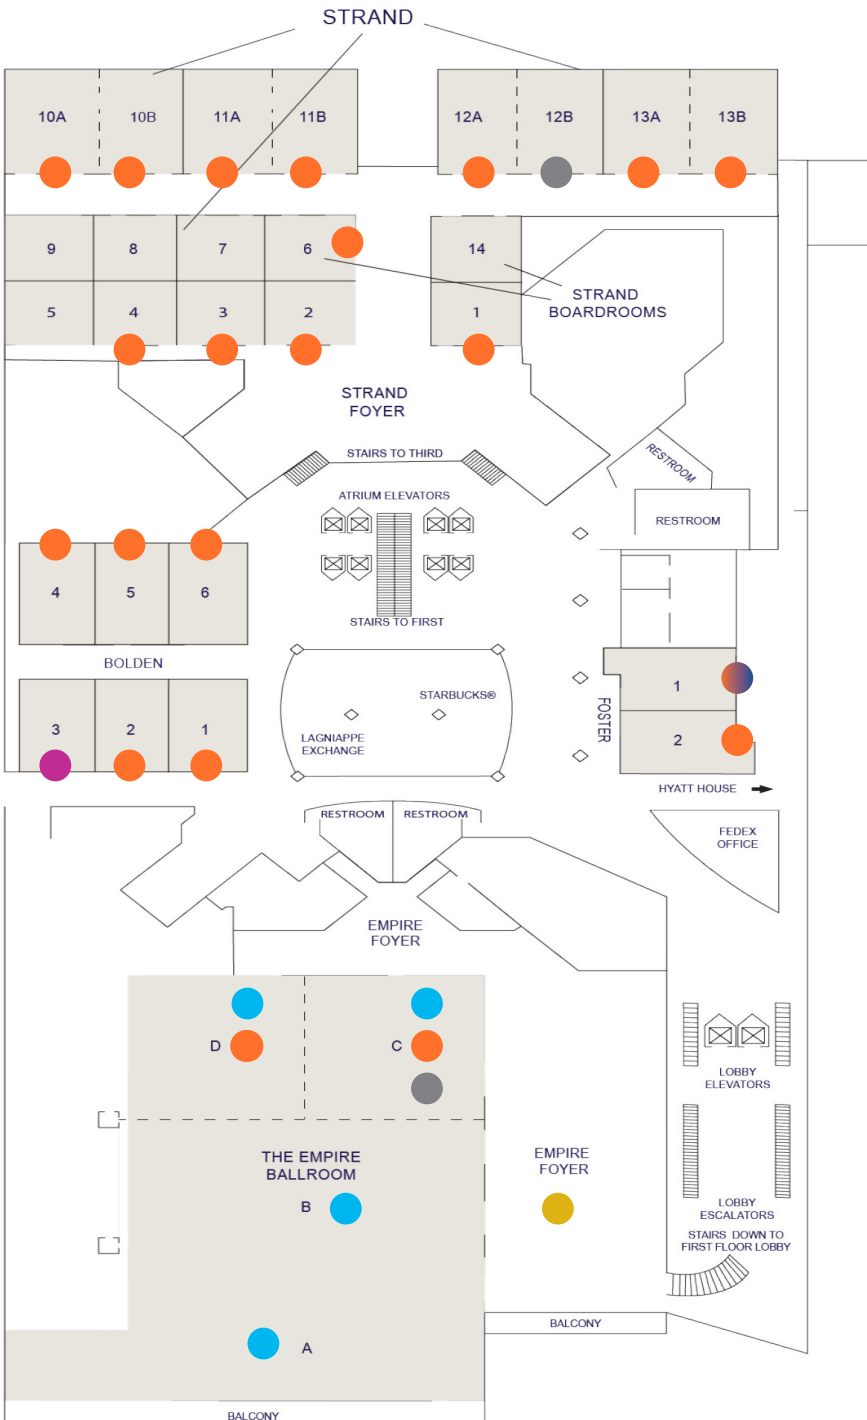 STRAND
10A
10B
11A
11B
12A
12B
13A
13B
9
8
7
6
14
5
4
3
2
1
STRAND
BOARDROOMS
STRAND
FOYER
STAIRS TO THIRD
RESTROOM
ATRIUM ELEVATORS
RESTROOM
4
5
6
STAIRS TO FIRST
BOLDEN
1
STARBUCKS®
FOSTER
3
2
1
LAGNIAPPE
EXCHANGE
2
HYATT HOUSE
RESTROOM
RESTROOM
FEDEX
OFFICE
EMPIRE
FOYER
D
C
LOBBY
ELEVATORS
THE EMPIRE
BALLROOM
EMPIRE
FOYER
B
LOBBY
ESCALATORS
STAIRS DOWN TO
FIRST FLOOR LOBBY
BALCONY
A
BALCONY